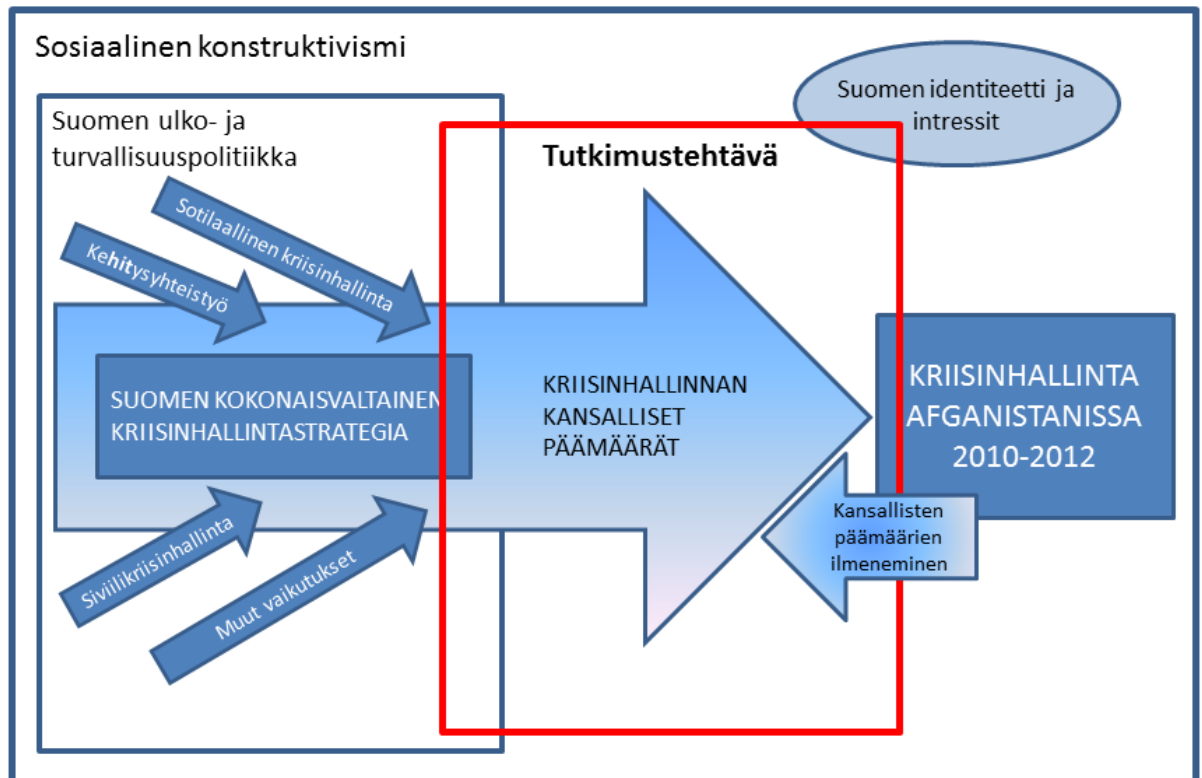 Sosiaalinen konstruktivismi
Suomen identiteetti ja
intressit
Suomen ulko- ja
turvallisuuspolitiikka
Tutkimustehtävä
Sotilaallinen kriisinhallinta
Kehitysyhteistyö
SUOMEN KOKONAISVALTAINEN
KRIISINHALLINTASTRATEGIA
KRIISINHALLINNAN
KANSALLISET
PÄÄMÄÄRÄT
KRIISINHALLINTA
AFGANISTANISSA
2010-2012
Kansallisten
päämäärien
ilmeneminen
Siviilikriisinhallinta
Muut vaikutukset